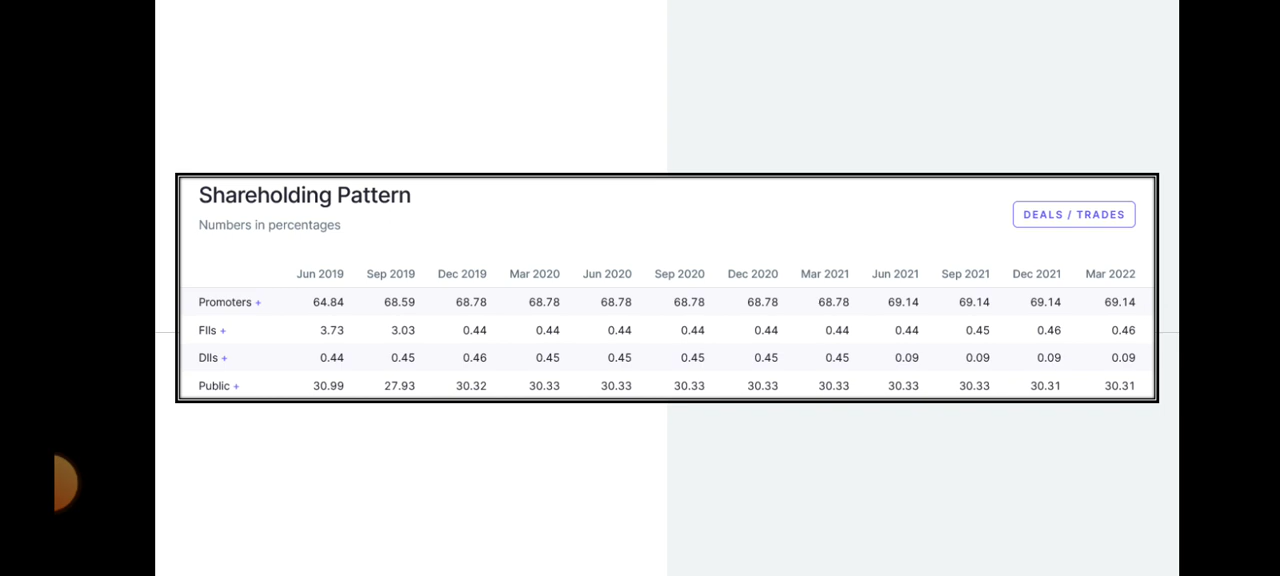 Shareholding Pattern
Numbers in percentages
DEALS / TRADES
Jun 2019 Sep 2019 Dec 2019 Mar 2020 Jun 2020 Sep 2020 Dec 2020 Mar 2021 Jun 2021 Sep 2021 Dec 2021 Mar 2022
Promoters + 64.84 68.59 68.78 68.78 68.78 68.78 68.78 68.78 69.14 69.14 69.14 69.14
FIIs + 3.73 3.03 0.44 0.44 0.44 0.44 0.44 0.44 0.44 0.45 0.46 0.46
DIIs + 0.44 0.45 0.46 0.45 0.45 0.45 0.45 0.45 0.09 0.09 0.09 0.09
Public + 30.99 27.93 30.32 30.33 30.33 30.33 30.33 30.33 30.33 30.33 30.31 30.31